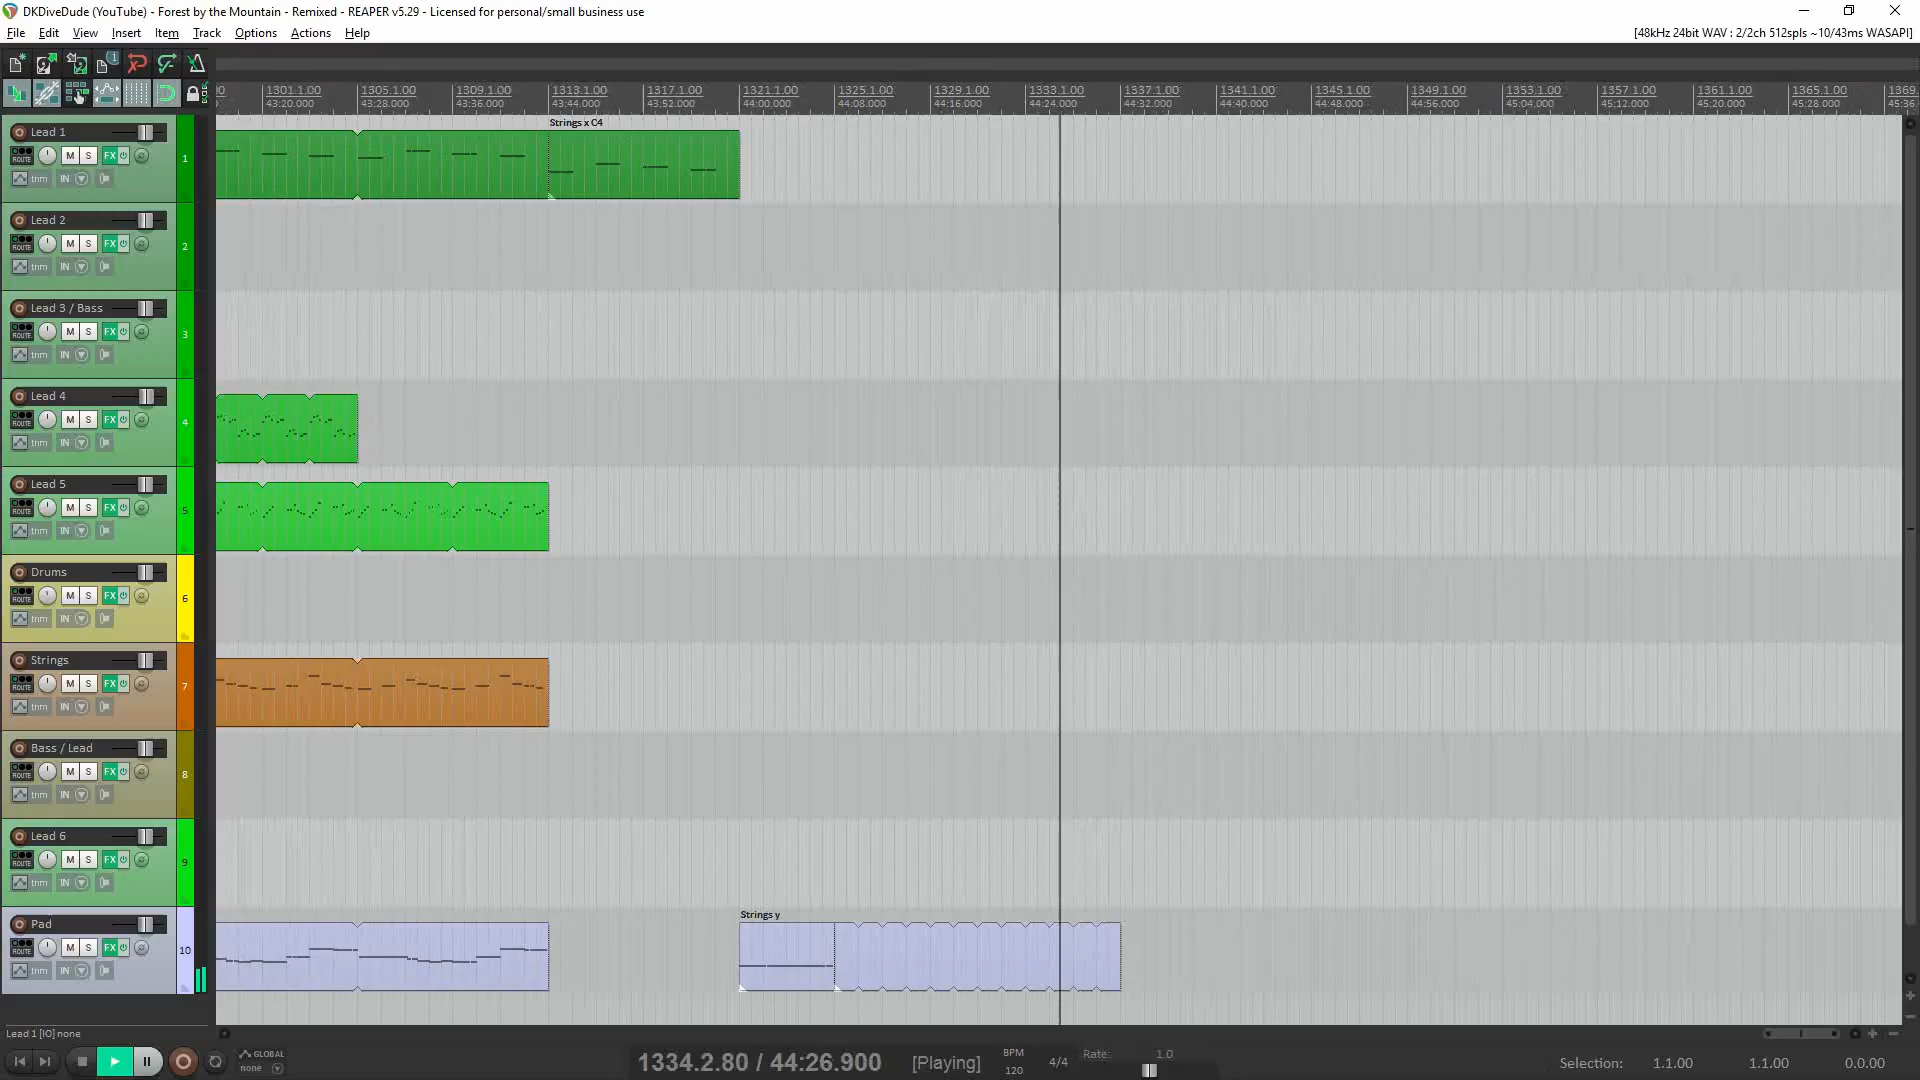 DKDiveDude (YouTube) - Forest by the Mountain - Remixed - REAPER v5.29 - Licensed for personal/small business use
File Edit View Insert Item Track Options Actions Help
[48kHz 24bit WAV : 2/2ch 512spls ~10/43ms WASAPI]
1301.1.00 1305.1.00 1309.1.00 1313.1.00 1317.1.00 1321.1.00 1325.1.00 1329.1.00 1333.1.00 1337.1.00 1341.1.00 1345.1.00 1349.1.00 1353.1.00 1357.1.00 1361.1.00 1365.1.00 1369.
43:20.000 43:28.000 43:36.000 43:44.000 43:52.000 44:00.000 44:08.000 44:16.000 44:24.000 44:32.000 44:40.000 44:48.000 44:56.000 45:04.000 45:12.000 45:20.000 45:28.000 45:36.
Strings x C4
Lead 1
ROUTE M S FX 1
trim IN
Lead 2
ROUTE M S FX 2
trim IN
Lead 3 / Bass
ROUTE M S FX 3
trim IN
Lead 4
ROUTE M S FX 4
trim IN
Lead 5
ROUTE M S FX 5
trim IN
Drums
ROUTE M S FX 6
trim IN
Strings
ROUTE M S FX 7
trim IN
Bass / Lead
ROUTE M S FX 8
trim IN
Lead 6
ROUTE M S FX 9
trim IN
Strings y
Pad
ROUTE M S FX 10
trim IN
Lead 1 [IO] none
GLOBAL
none
1334.2.80 / 44:26.900 [Playing]
BPM
120
4/4
Rate: 1.0
Selection: 1.1.00 1.1.00 0.0.00